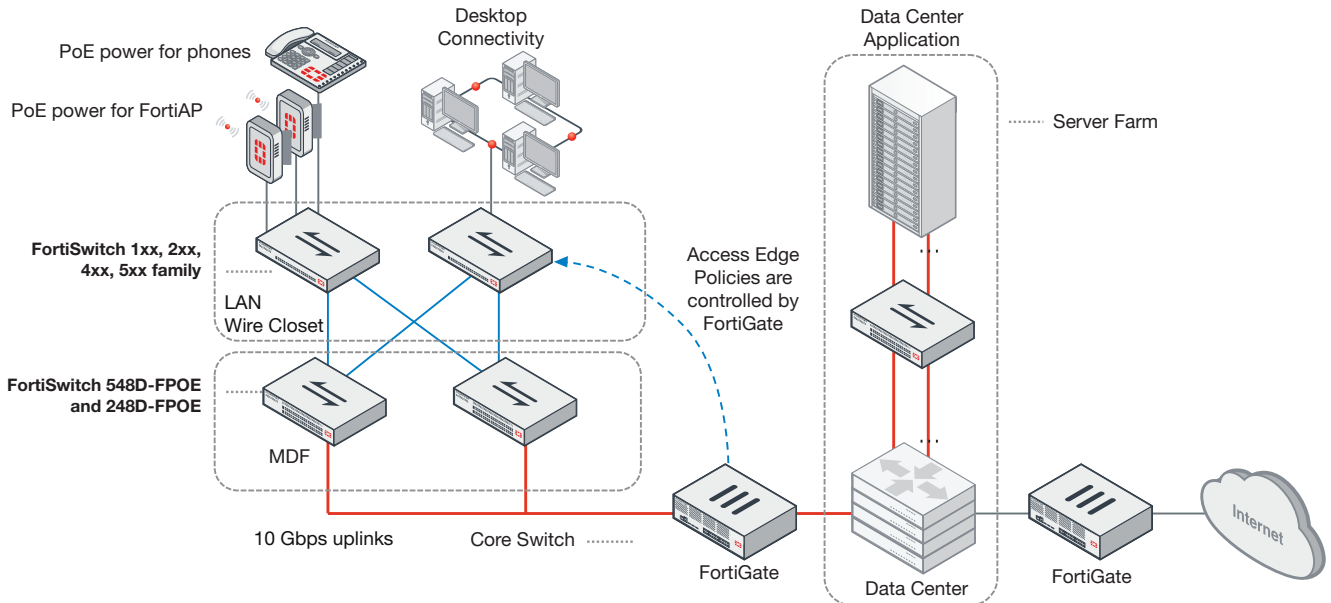 Desktop
Connectivity
Data Center
Application
PoE power for phones
PoE power for FortiAP
Server Farm
FortiSwitch 1xx, 2xx,
4xx, 5xx family
LAN
Wire Closet
Access Edge
Policies are
controlled by
FortiGate
FortiSwitch 548D-FPOE
and 248D-FPOE
MDF
10 Gbps uplinks
Core Switch
FortiGate
Data Center
FortiGate
Internet